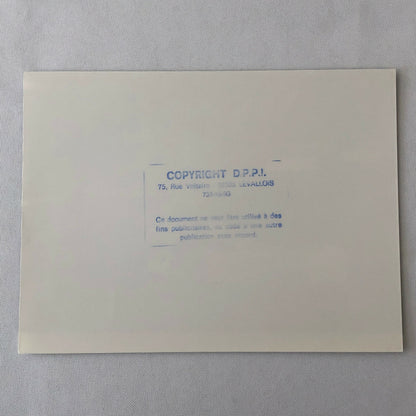 COPYRIGHT D.P.P.I.
75, Rue Voltaire LEVALLOIS
Ce document ne peut être utilisé à des
fins publicitaires, ou cédé à une autre
publication sans accord.